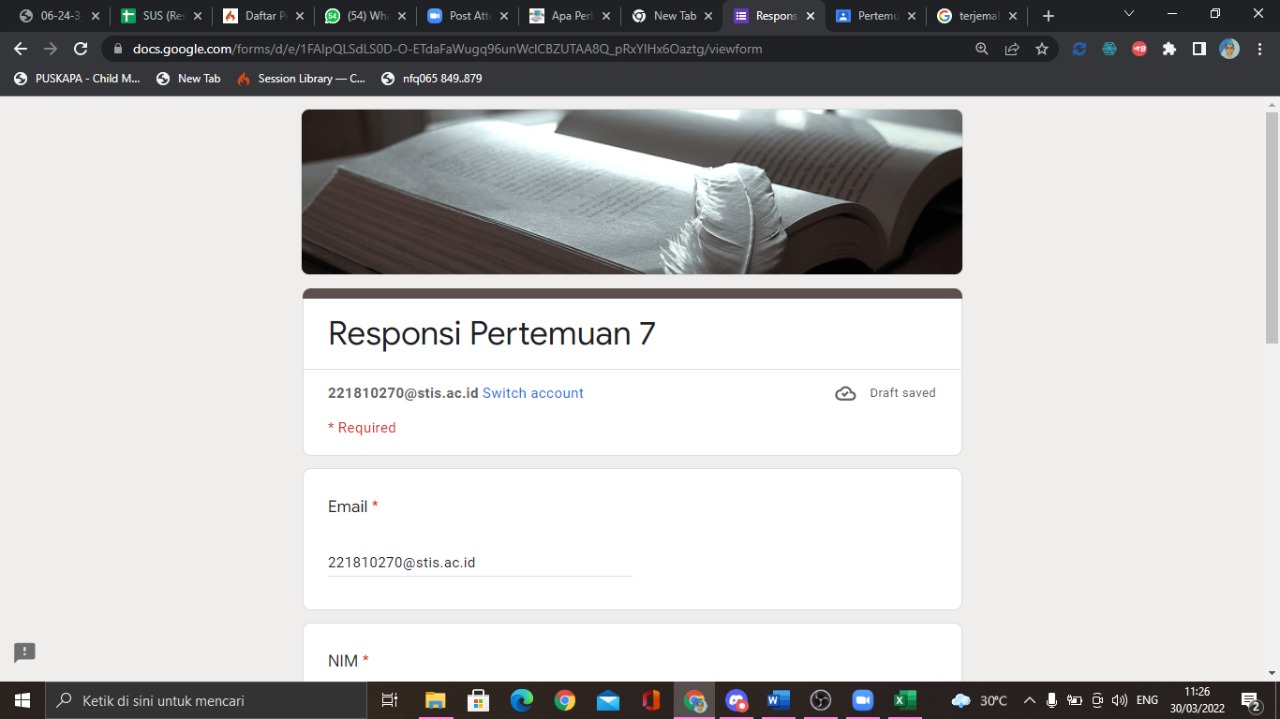 06-24-3
SUS (Re
Daftar P
(54) Wh
Post Att
Apa Per
New Tab
Respons
Pertemu
terjemal
docs.google.com/forms/d/e/1FAIpQLSdLS0D-O-ETdaFaWugq96unWcICBZUTAA8Q_pRxYlHx6Oaztg/viewform
PUSKAPA - Child M...
New Tab
Session Library — C...
nfq065 849..879
Responsi Pertemuan 7
221810270@stis.ac.id Switch account
Draft saved
* Required
Email *
221810270@stis.ac.id
NIM *
Ketik di sini untuk mencari
30°C
ENG
11:26
30/03/2022
2